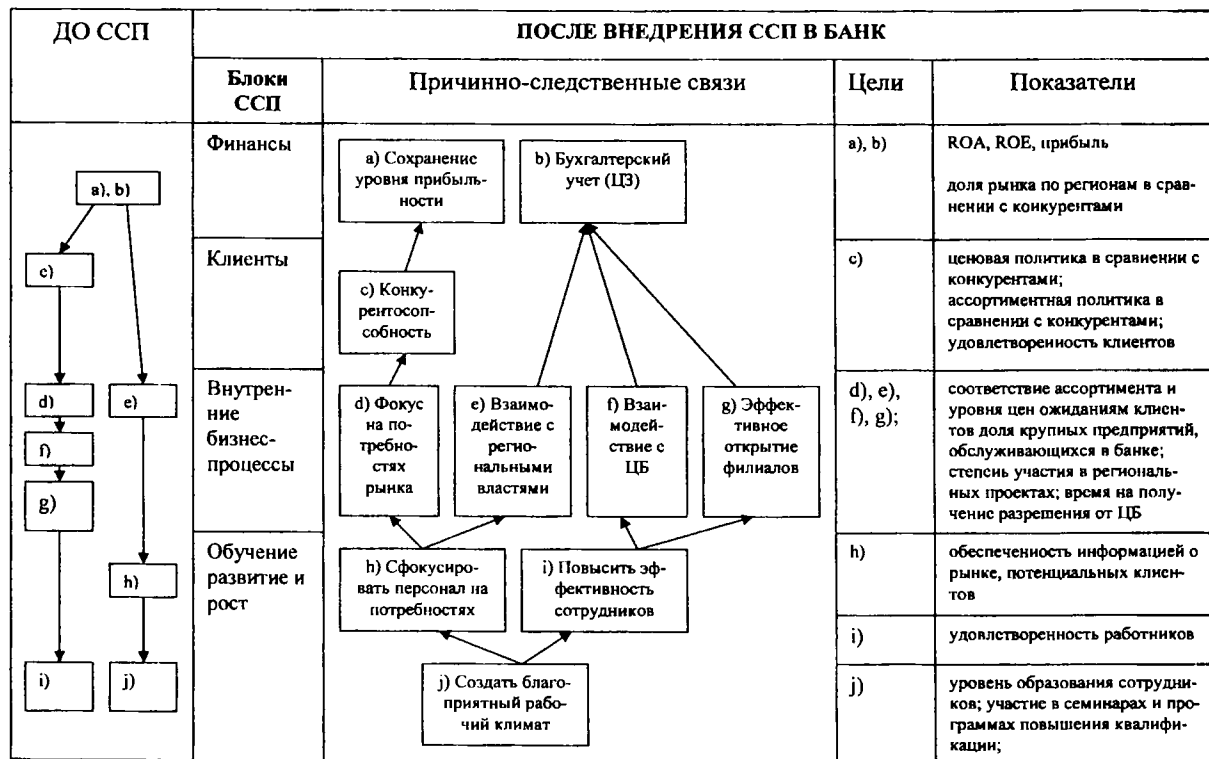 ДО ССП
ПОСЛЕ ВНЕДРЕНИЯ ССП В БАНК
Блоки
ССП
Причинно-следственные связи
Цели
Показатели
a), b)
c)
d)
e)
f)
g)
h)
i)
j)
Финансы
a) Сохранение
уровня прибыль-
ности
b) Бухгалтерский
учет (ЦЗ)
a), b)
ROA, ROE, прибыль
доля рынка по регионам в срав-
нении с конкурентами
Клиенты
c) Конку-
рентосоп-
собность
c)
ценовая политика в сравнении с
конкурентами;
ассортиментная политика в
сравнении с конкурентами;
удовлетворенность клиентов
Внутрен-
ние
бизнес-
процессы
d) Фокус
на по-
требно-
стях
рынка
e) Взаимо-
действие с
регио-
нальными
властями
f) Взаи-
модей-
ствие с
ЦБ
g) Эффек-
тивное
открытие
филиалов
d), e),
f), g);
соответствие ассортимента и
уровня цен ожиданиям клиен-
тов доля крупных предприятий,
обслуживающихся в банке;
степень участия в региональ-
ных проектах; время на полу-
чение разрешения от ЦБ
Обучение
развитие и
рост
h) Сфокусиро-
вать персонал на
потребностях
i) Повысить эф-
фективность
сотрудников
j) Создать благо-
приятный рабо-
чий климат
h)
обеспеченность информацией о
рынке, потенциальных клиен-
тов
i)
удовлетворенность работников
j)
уровень образования сотрудни-
ков; участие в семинарах и про-
граммах повышения квалифи-
кации;